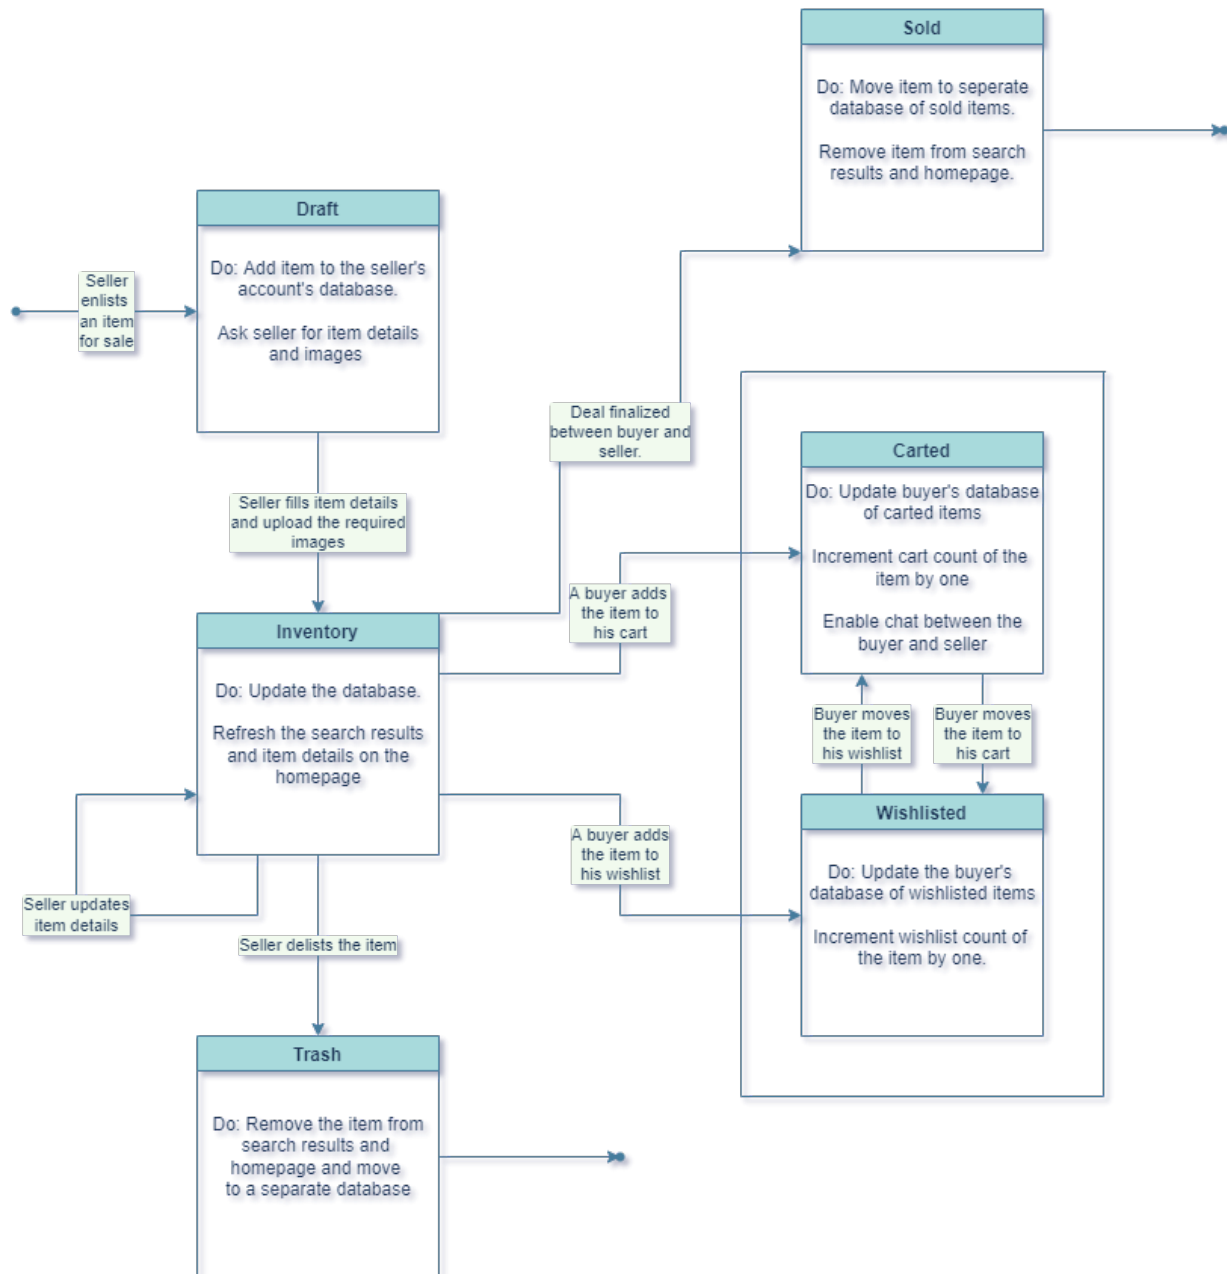 Sold
Do: Move item to seperate
database of sold items.
Remove item from search
results and homepage.
Draft
Do: Add item to the seller's
account's database.
Ask seller for item details
and images
Seller
enlists
an item
for sale
Deal finalized
between buyer and
seller.
Seller fills item details
and upload the required
images
Carted
Do: Update buyer's database
of carted items
Increment cart count of the
item by one
Enable chat between the
buyer and seller
A buyer adds
the item to
his cart
Inventory
Do: Update the database.
Refresh the search results
and item details on the
homepage
Buyer moves
the item to
his wishlist
Buyer moves
the item to
his cart
Wishlisted
Do: Update the buyer's
database of wishlisted items
Increment wishlist count of
the item by one.
A buyer adds
the item to
his wishlist
Seller updates
item details
Seller delists the item
Trash
Do: Remove the item from
search results and
homepage and move
to a separate database